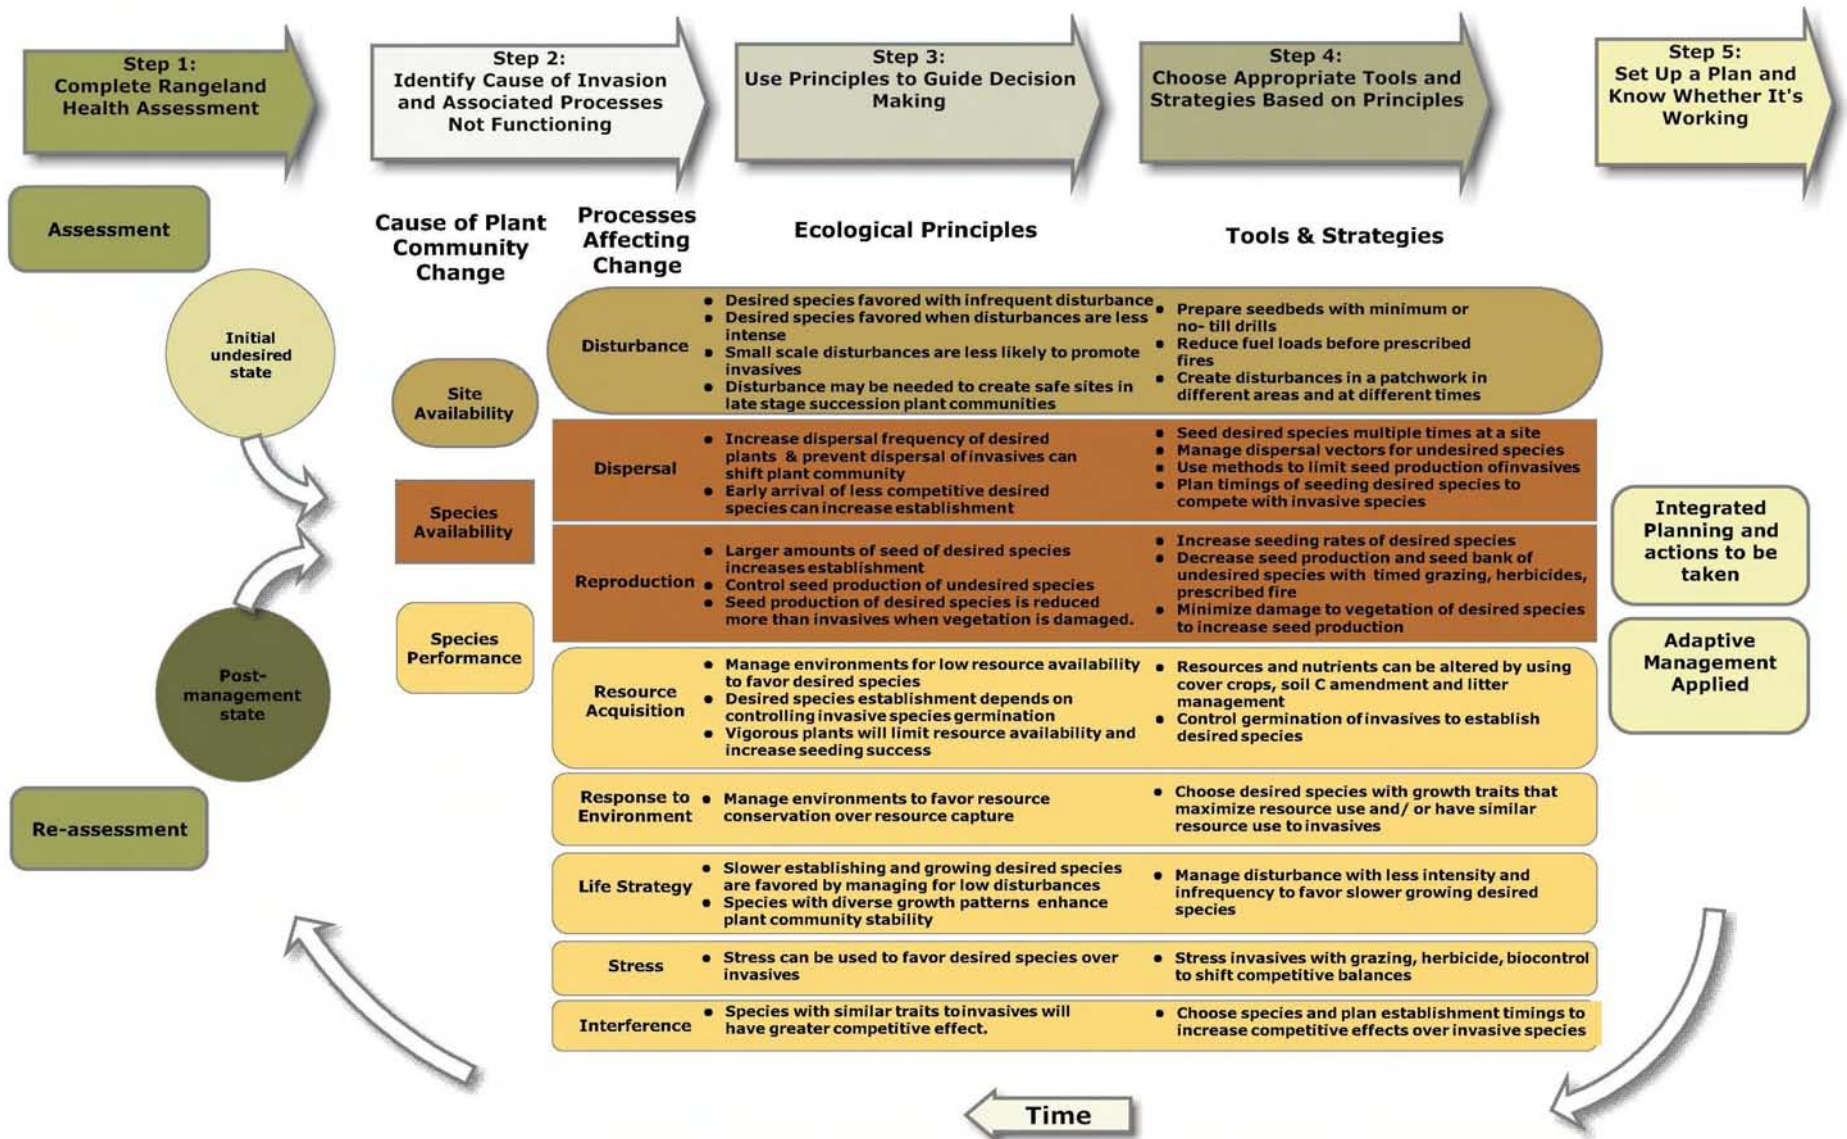 Step 1:
Complete Rangeland
Health Assessment
Step 2:
Identify Cause of Invasion
and Associated Processes
Not Functioning
Step 3:
Use Principles to Guide Decision
Making
Step 4:
Choose Appropriate Tools and
Strategies Based on Principles
Step 5:
Set Up a Plan and
Know Whether It's
Working
Assessment
Initial
undesired
state
Post-
management
state
Re-assessment
Cause of Plant
Community
Change
Site
Availability
Species
Availability
Species
Performance
Processes
Affecting
Change
Ecological Principles
Tools & Strategies
Disturbance
• Desired species favored with infrequent disturbance
• Desired species favored when disturbances are less
intense
• Small scale disturbances are less likely to promote
invasives
• Disturbance may be needed to create safe sites in
late stage succession plant communities
• Prepare seedbeds with minimum or
no- till drills
• Reduce fuel loads before prescribed
fires
• Create disturbances in a patchwork in
different areas and at different times
Dispersal
• Increase dispersal frequency of desired
plants & prevent dispersal of invasives can
shift plant community
• Early arrival of less competitive desired
species can increase establishment
• Seed desired species multiple times at a site
• Manage dispersal vectors for undesired species
• Use methods to limit seed production ofinvasives
• Plan timings of seeding desired species to
compete with invasive species
Reproduction
• Larger amounts of seed of desired species
increases establishment
• Control seed production of undesired species
• Seed production of desired species is reduced
more than invasives when vegetation is damaged.
• Increase seeding rates of desired species
• Decrease seed production and seed bank of
undesired species with timed grazing, herbicides,
prescribed fire
• Minimize damage to vegetation of desired species
to increase seed production
Resource
Acquisition
• Manage environments for low resource availability
to favor desired species
• Desired species establishment depends on
controlling invasive species germination
• Vigorous plants will limit resource availability and
increase seeding success
• Resources and nutrients can be altered by using
cover crops, soil C amendment and litter
management
• Control germination of invasives to establish
desired species
Response to
Environment
• Manage environments to favor resource
conservation over resource capture
• Choose desired species with growth traits that
maximize resource use and/ or have similar
resource use to invasives
Life Strategy
• Slower establishing and growing desired species
are favored by managing for low disturbances
• Species with diverse growth patterns enhance
plant community stability
• Manage disturbance with less intensity and
infrequency to favor slower growing desired
species
Stress
• Stress can be used to favor desired species over
invasives
• Stress invasives with grazing, herbicide, biocontrol
to shift competitive balances
Interference
• Species with similar traits toinvasives will
have greater competitive effect.
• Choose species and plan establishment timings to
increase competitive effects over invasive species
Integrated
Planning and
actions to be
taken
Adaptive
Management
Applied
Time